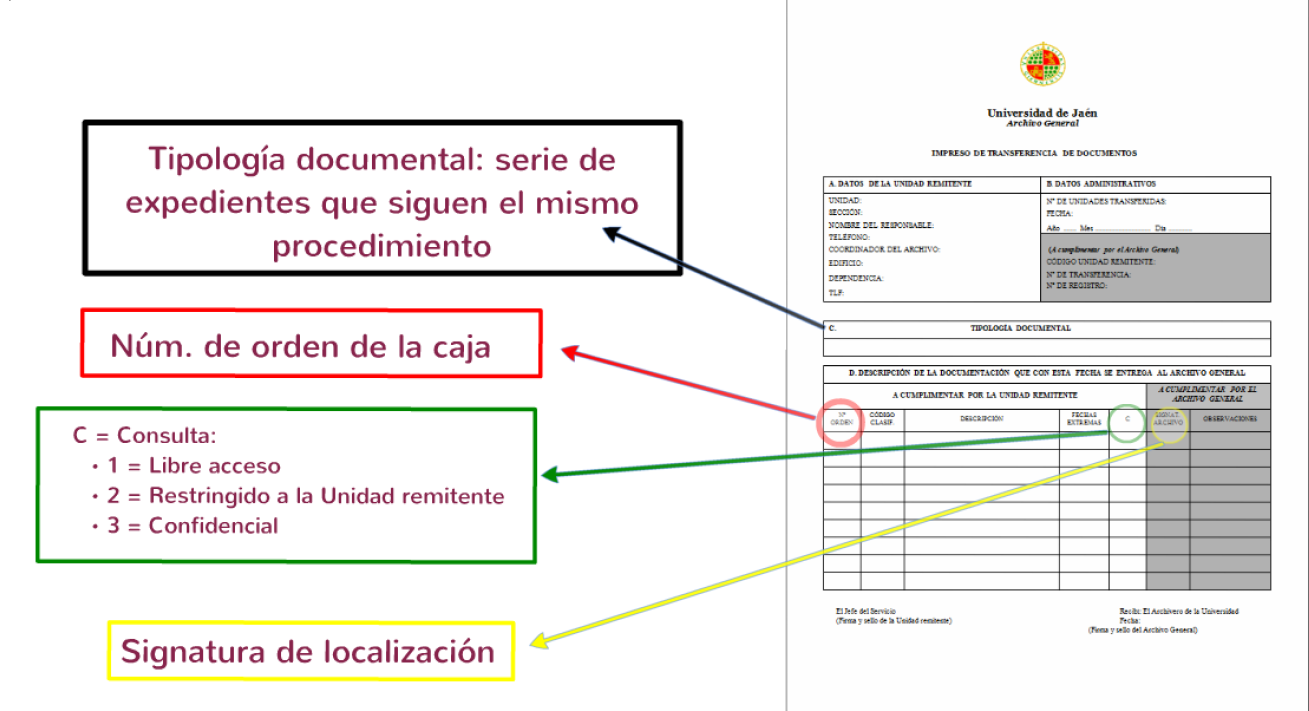 Tipología documental: serie de
expedientes que siguen el mismo
procedimiento
Núm. de orden de la caja
C = Consulta:
• 1 = Libre acceso
• 2 = Restringido a la Unidad remitente
• 3 = Confidencial
Signatura de localización
Universidad de Jaén
Archivo General
IMPRESO DE TRANSFERENCIA DE DOCUMENTOS
A. DATOS DE LA UNIDAD REMITENTE
UNIDAD:
SECCIÓN:
NOMBRE DEL RESPONSABLE:
TELÉFONO:
COORDINADOR DEL ARCHIVO:
EDIFICIO:
DEPENDENCIA:
TLF:
B. DATOS ADMINISTRATIVOS
Nº DE UNIDADES TRANSFERIDAS:
FECHA:
Año ...... Mes ...................... Día .........
(A cumplimentar por el Archivo General)
CÓDIGO UNIDAD REMITENTE:
Nº DE TRANSFERENCIA:
Nº DE REGISTRO:
C. TIPOLOGÍA DOCUMENTAL
D. DESCRIPCIÓN DE LA DOCUMENTACIÓN QUE CON ESTA FECHA SE ENTREGA AL ARCHIVO GENERAL
A CUMPLIMENTAR POR LA UNIDAD REMITENTE
A CUMPLIMENTAR POR EL
ARCHIVO GENERAL
Nº
ORDEN
CÓDIGO
CLASIF.
DESCRIPCIÓN
FECHAS
EXTREMAS
C
SIGNAT.
ARCHIVO
OBSERVACIONES
El Jefe del Servicio
(Firma y sello de la Unidad remitente)
Recibí: El Archivero de la Universidad
Fecha:
(Firma y sello del Archivo General)